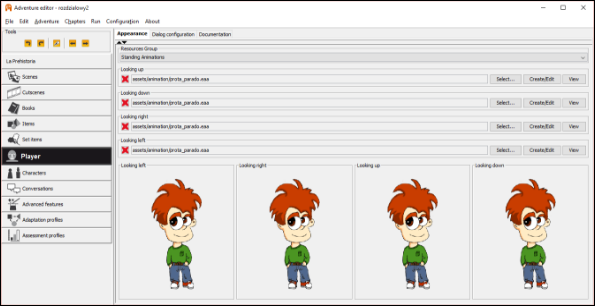 Adventure editor - rozdzialowy2
File Edit Adventure Chapters Run Configuration About
Tools
La Prehistoria
Scenes
Cutscenes
Books
Items
Set items
Player
Characters
Conversations
Advanced features
Adaptation profiles
Assessment profiles
Appearance Dialog configuration Documentation
Resources Group
Standing Animations
Looking up
assets/animation/prota_parado.eaa Select... Create/Edit View
Looking down
assets/animation/prota_parado.eaa Select... Create/Edit View
Looking right
assets/animation/prota_parado.eaa Select... Create/Edit View
Looking left
assets/animation/prota_parado.eaa Select... Create/Edit View
Looking left Looking right Looking up Looking down